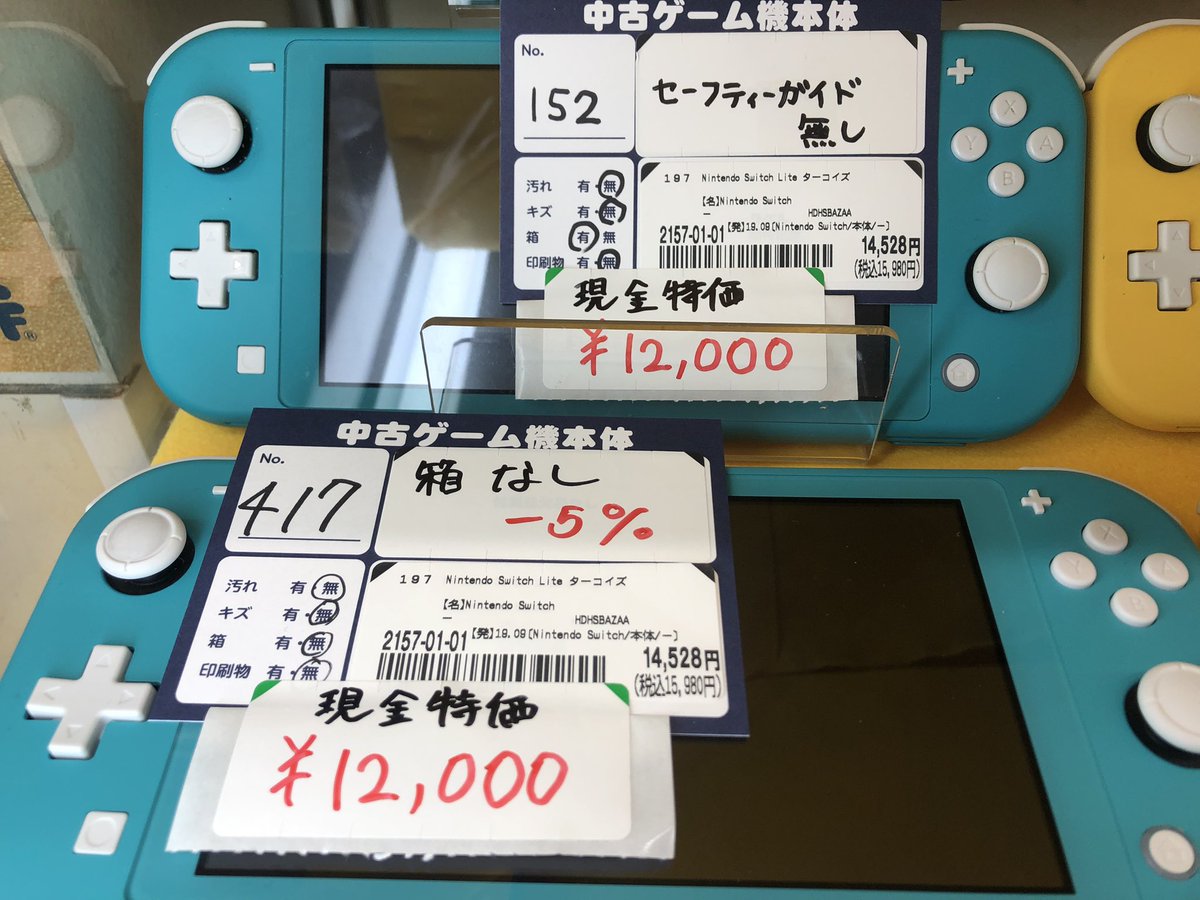 中古ゲーム機本体
No.
152
セーフティーガイド
無し
汚れ 有・無
キズ 有・無
箱 有・無
印刷物 有・無
197 Nintendo Switch Lite ターコイズ
【名】Nintendo Switch
ー HDHSBAZAA
2157-01-01 【発】19.09〔Nintendo Switch/本体/ー〕
14,528円
(税込15,980円)
現金特価
¥12,000
X
Y
A
B
中古ゲーム機本体
No.
417
箱 なし
-5%
汚れ 有・無
キズ 有・無
箱 有・無
印刷物 有・無
197 Nintendo Switch Lite ターコイズ
【名】Nintendo Switch
ー HDHSBAZAA
2157-01-01 【発】19.09〔Nintendo Switch/本体/ー〕
14,528円
(税込15,980円)
現金特価
¥12,000
X
Y
A
B